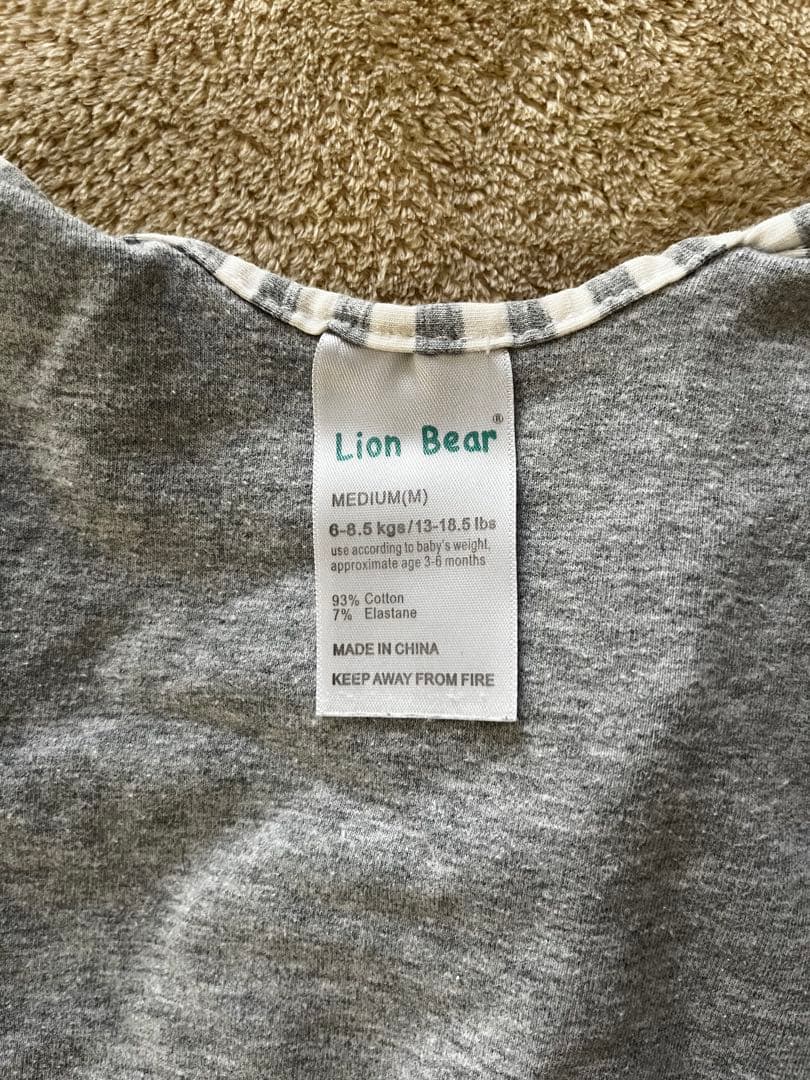 Lion Bear®
MEDIUM(M)
6-8.5 kgs/13-18.5 lbs
use according to baby's weight,
approximate age 3-6 months
93% Cotton
7% Elastane
MADE IN CHINA
KEEP AWAY FROM FIRE